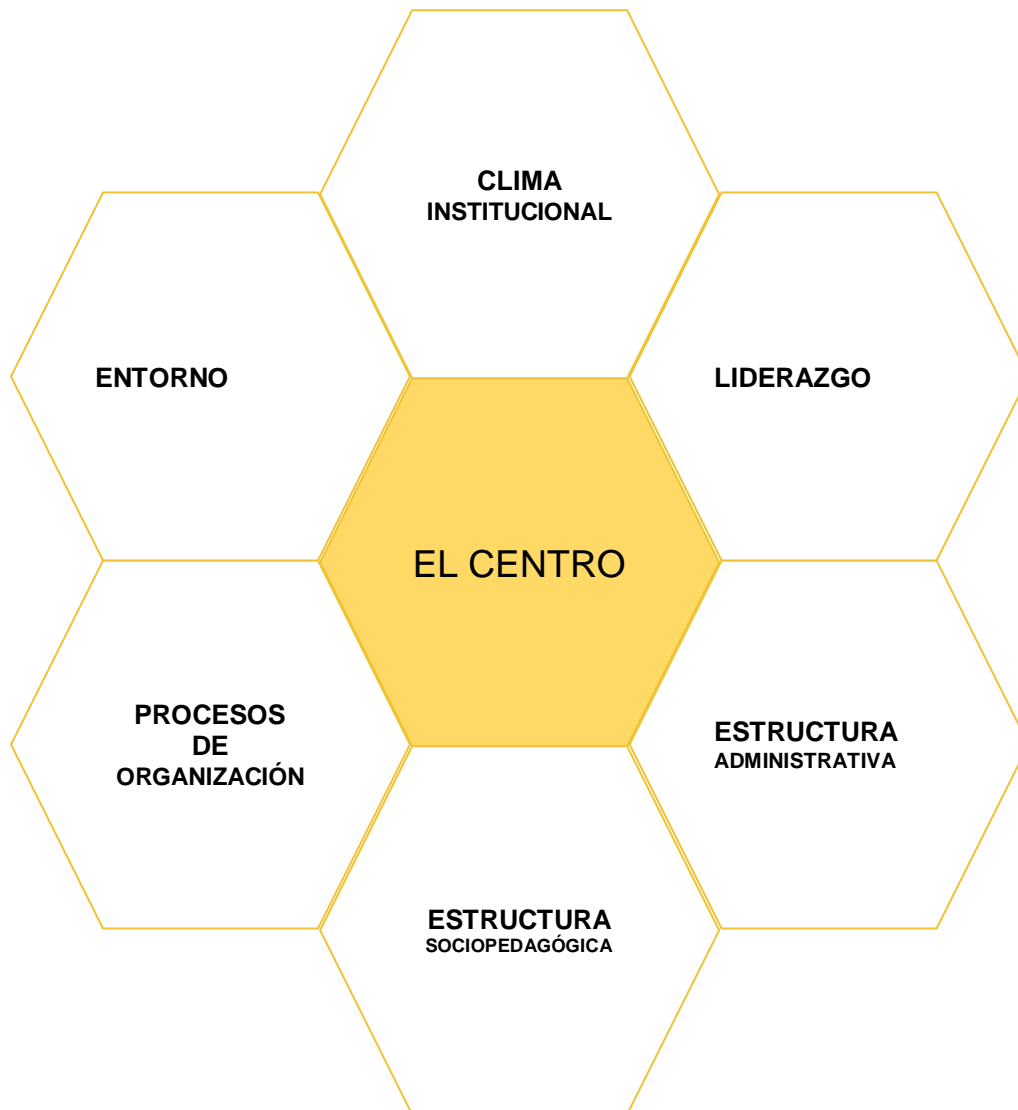 CLIMA
INSTITUCIONAL
ENTORNO
LIDERAZGO
EL CENTRO
PROCESOS
DE
ORGANIZACIÓN
ESTRUCTURA
ADMINISTRATIVA
ESTRUCTURA
SOCIOPEDAGÓGICA